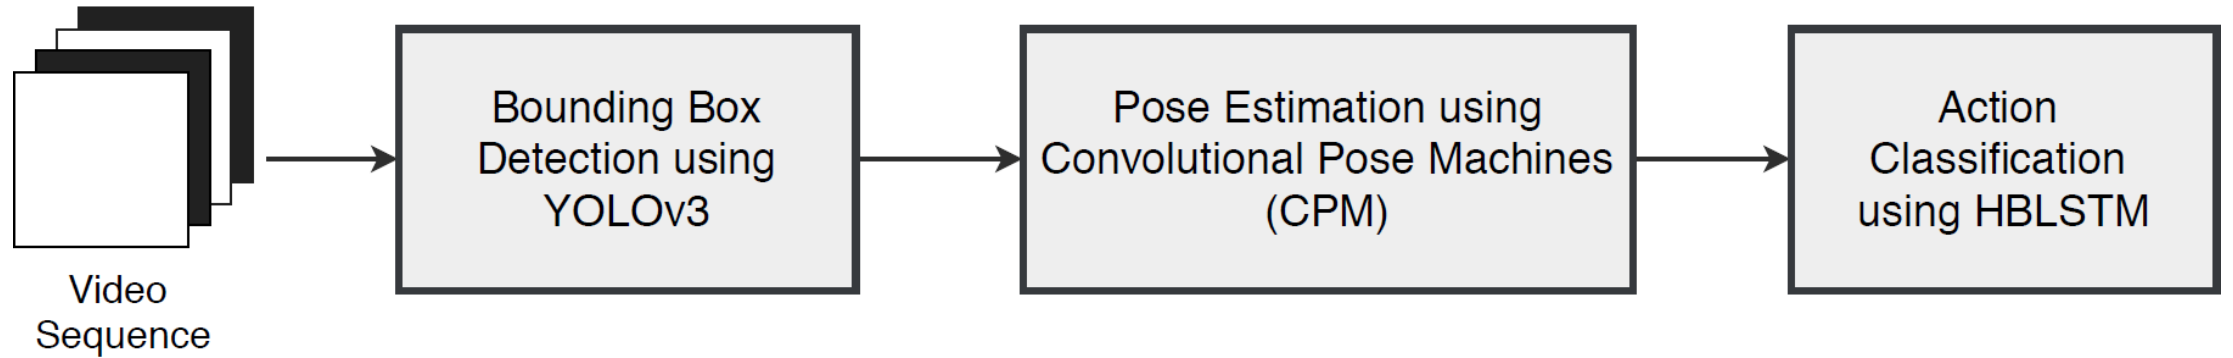 Video
Sequence
Bounding Box
Detection using
YOLOv3
Pose Estimation using
Convolutional Pose Machines
(CPM)
Action
Classification
using HBLSTM